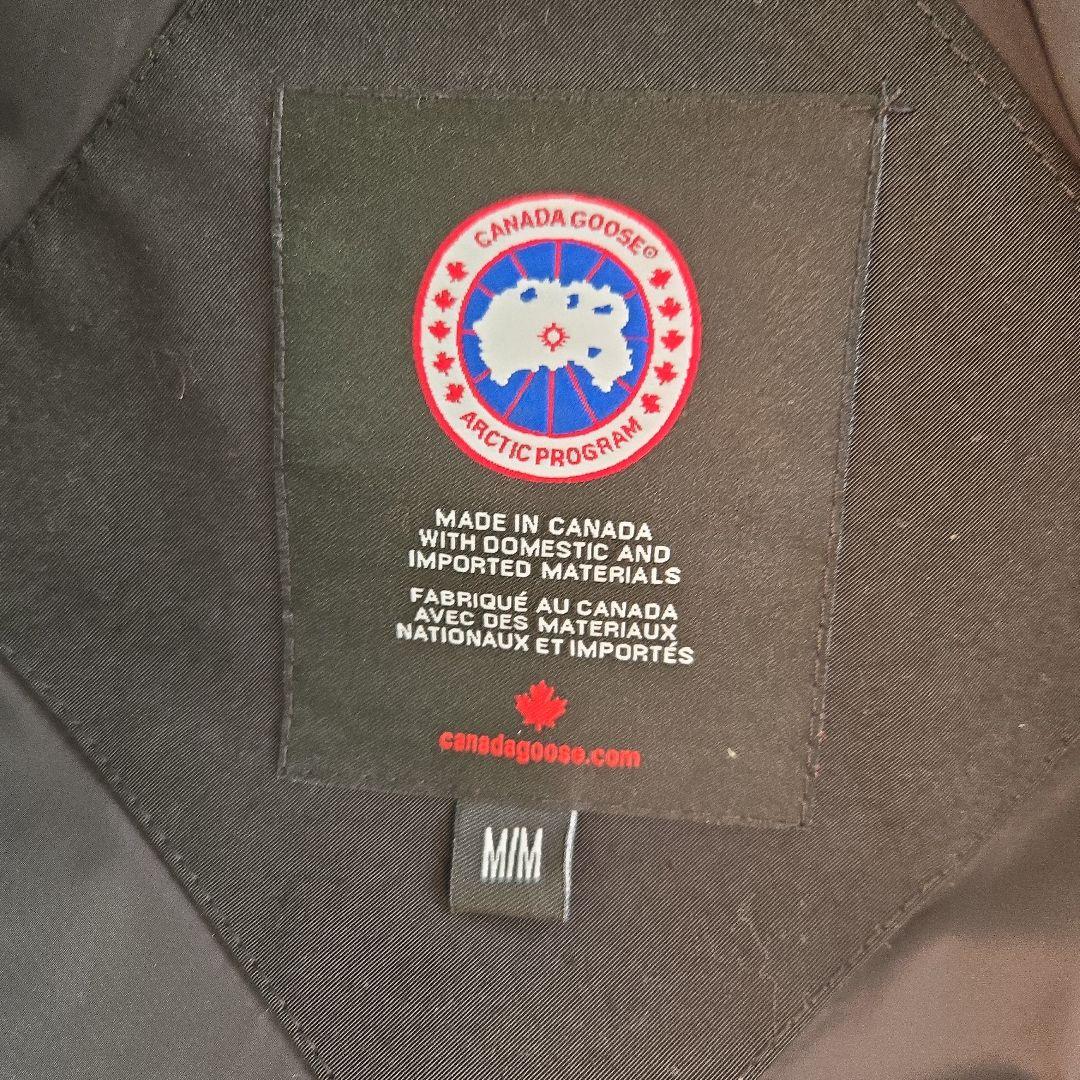 CANADA GOOSE®
ARCTIC PROGRAM
MADE IN CANADA
WITH DOMESTIC AND
IMPORTED MATERIALS
FABRIQUÉ AU CANADA
AVEC DES MATERIAUX
NATIONAUX ET IMPORTÉS
canadagoose.com
M/M